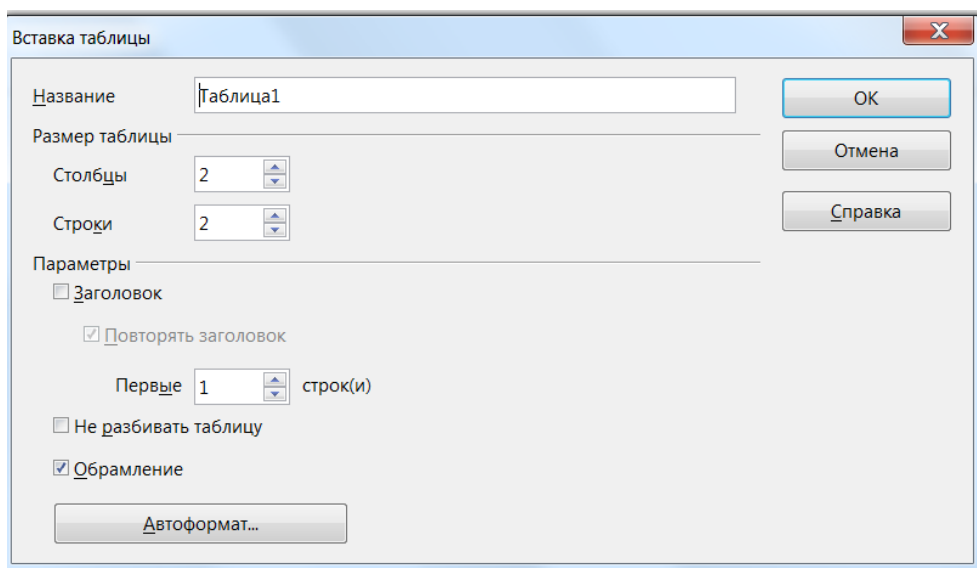 Вставка таблицы
Название Таблица1 OK
Размер таблицы Отмена
Столбцы 2
Строки 2 Справка
Параметры
Заголовок
Повторять заголовок
Первые 1 строк(и)
Не разбивать таблицу
Обрамление
Автоформат...